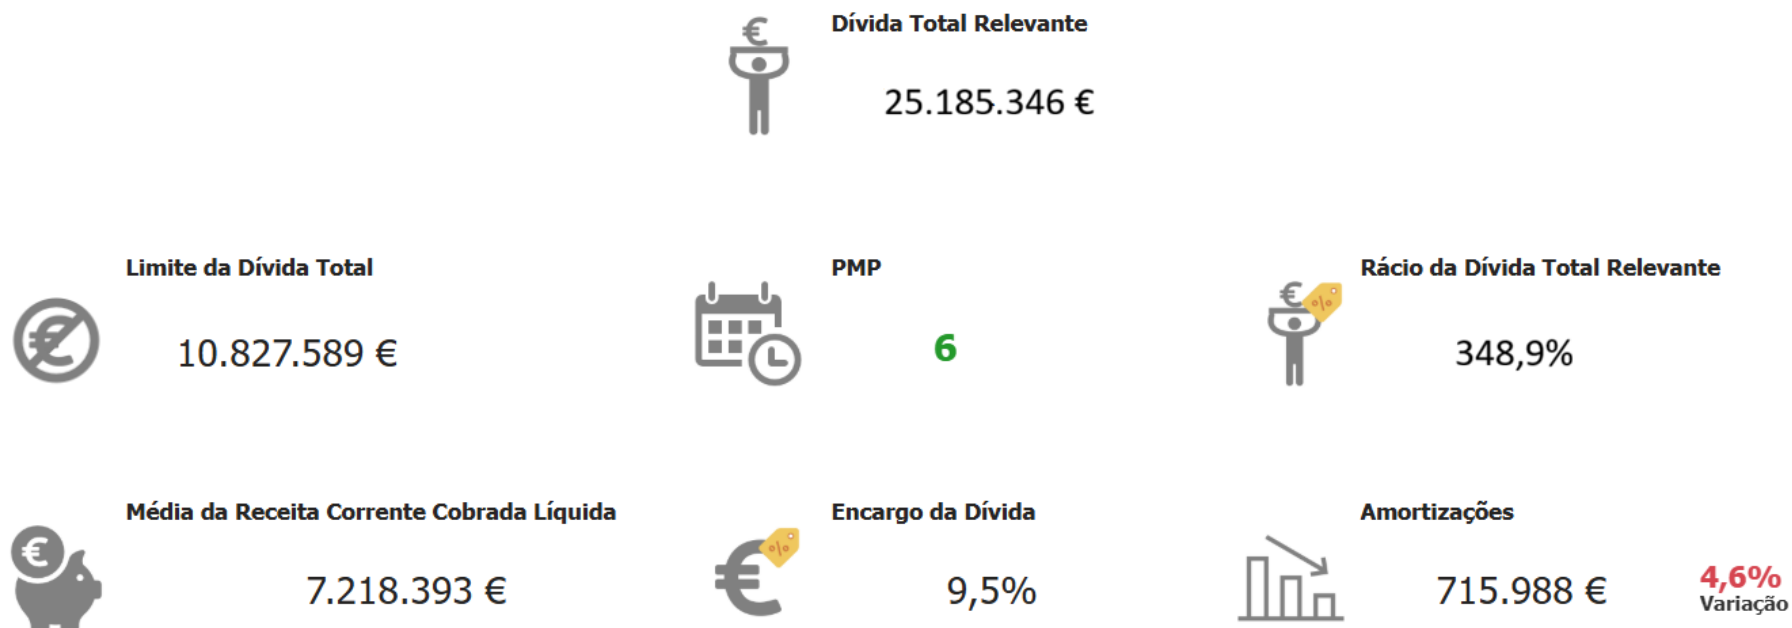 €
Dívida Total Relevante
25.185.346 €
Limite da Dívida Total
€
10.827.589 €
PMP
6
Rácio da Dívida Total Relevante
€ %
348,9%
Média da Receita Corrente Cobrada Líquida
€
7.218.393 €
Encargo da Dívida
€ %
9,5%
Amortizações
715.988 €
4,6%
Variação